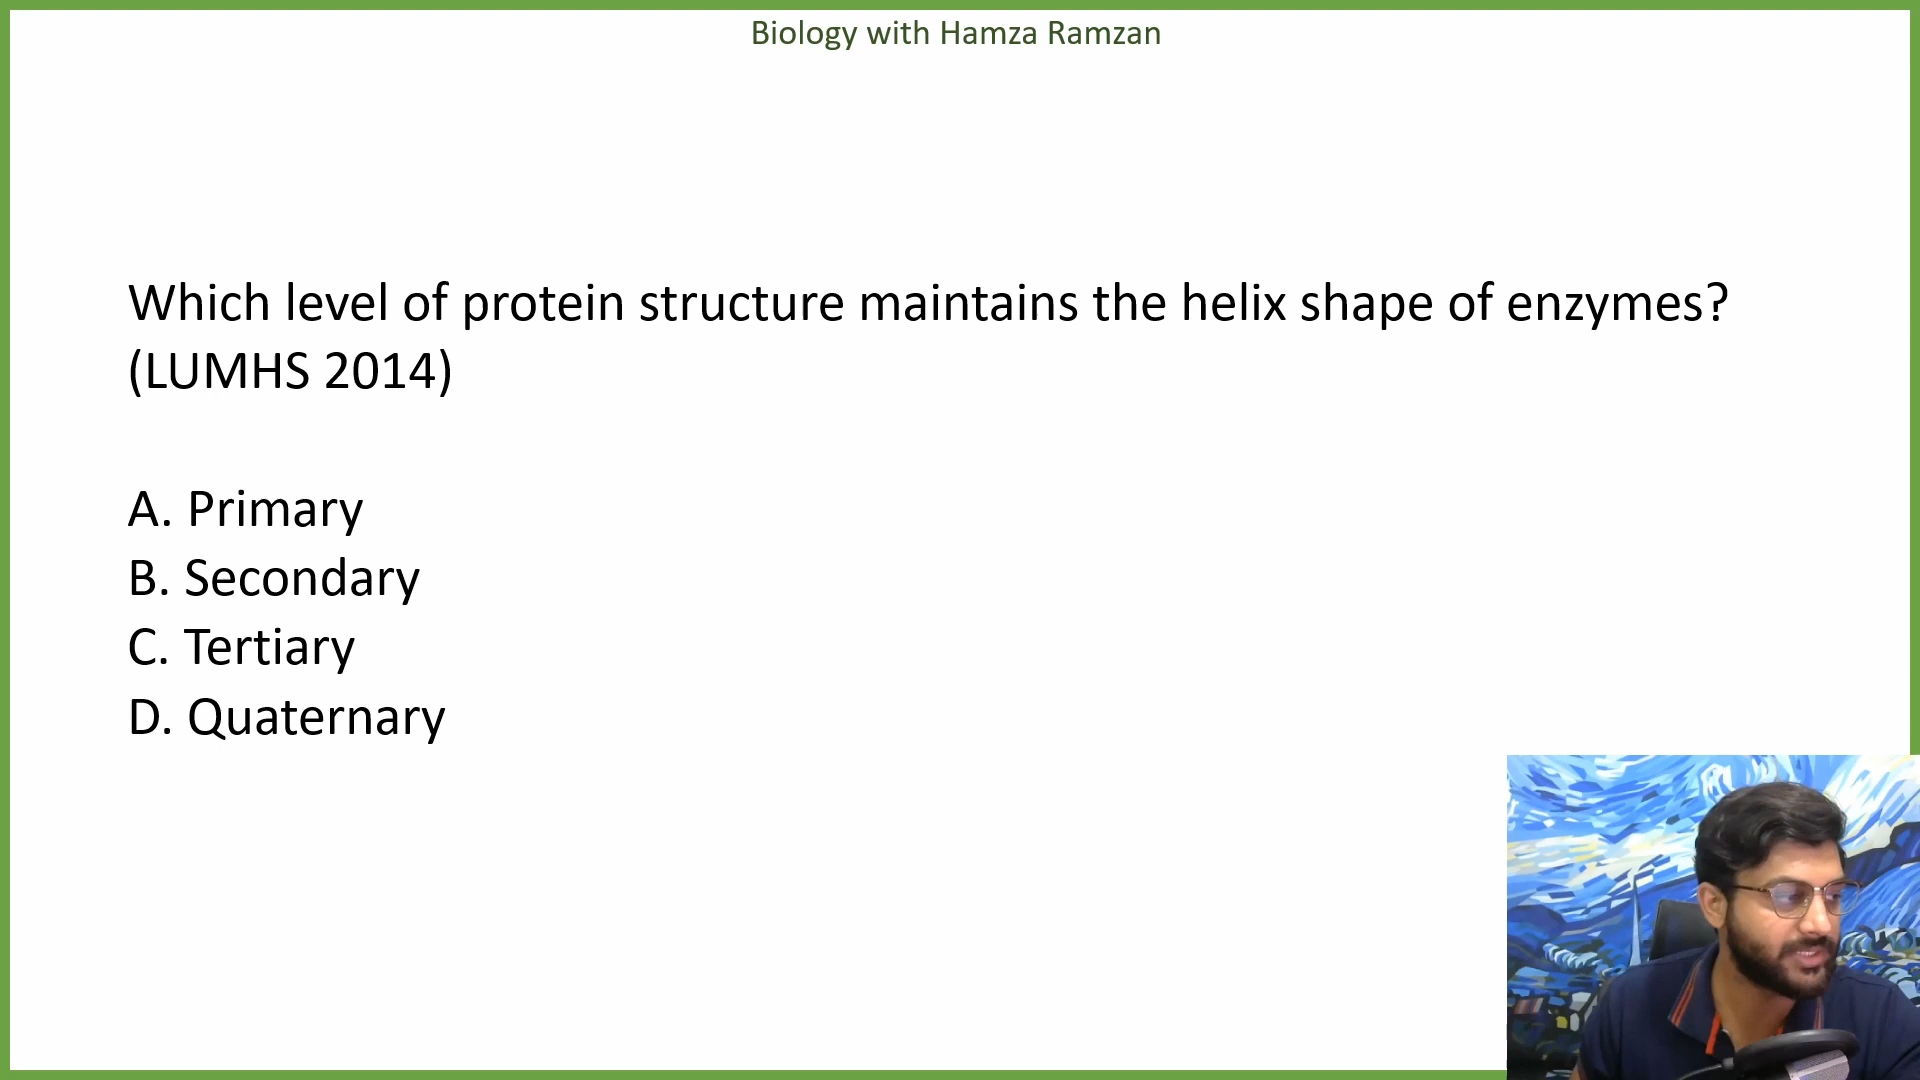 Biology with Hamza Ramzan
Which level of protein structure maintains the helix shape of enzymes?
(LUMHS 2014)
A. Primary
B. Secondary
C. Tertiary
D. Quaternary